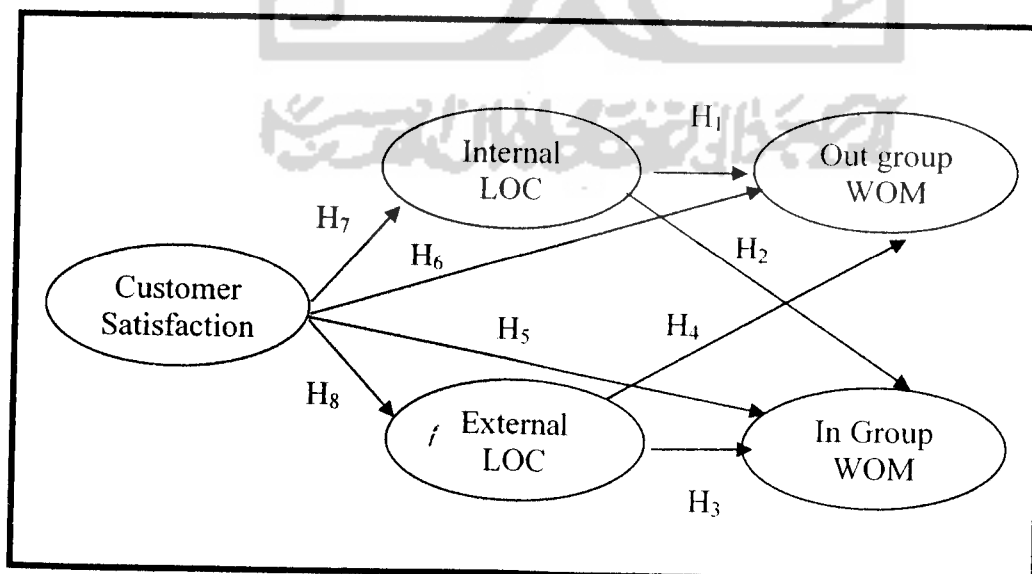 H₁
Internal
LOC
Out group
WOM
H₇
H₆
H₂
Customer
Satisfaction
H₅
H₄
H₈
External
LOC
In Group
WOM
H₃